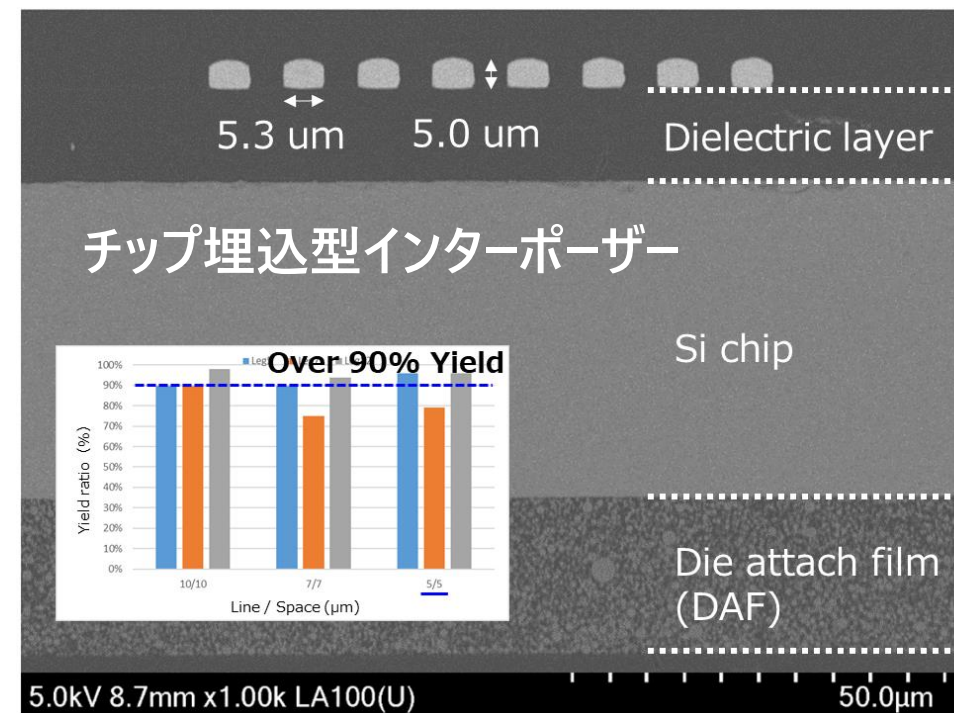 5.3 um
5.0 um
Dielectric layer
チップ埋込型インターポーザー
Si chip
Over 90% Yield
100%
90%
80%
70%
60%
50%
40%
30%
20%
10%
0%
Yield ratio (%)
10/10
7/7
5/5
Line / Space (μm)
Die attach film
(DAF)
5.0kV 8.7mm x1.00k LA100(U)
50.0μm